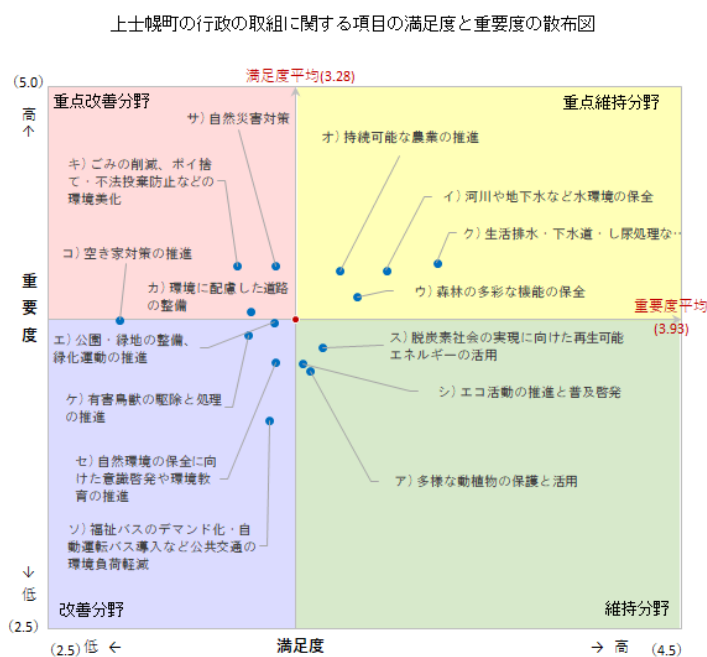 上士幌町の行政の取組に関する項目の満足度と重要度の散布図
満足度平均(3.28)
(5.0)
高
↑
重点改善分野
重点維持分野
サ）自然災害対策
オ）持続可能な農業の推進
キ）ごみの削減、ポイ捨
て・不法投棄防止などの
環境美化
イ）河川や地下水など水環境の保全
ク）生活排水・下水道・し尿処理な…
コ）空き家対策の推進
カ）環境に配慮した道路
の整備
ウ）森林の多彩な機能の保全
重要度
重要度平均
(3.93)
エ）公園・緑地の整備、
緑化運動の推進
ス）脱炭素社会の実現に向けた再生可能
エネルギーの活用
ケ）有害鳥獣の駆除と処理
の推進
シ）エコ活動の推進と普及啓発
セ）自然環境の保全に向
けた意識啓発や環境教
育の推進
ア）多様な動植物の保護と活用
ソ）福祉バスのデマンド化・自
動運転バス導入など公共交通の
環境負荷軽減
↓
低
改善分野
維持分野
(2.5)
(2.5) 低 ←
満足度
→ 高
(4.5)